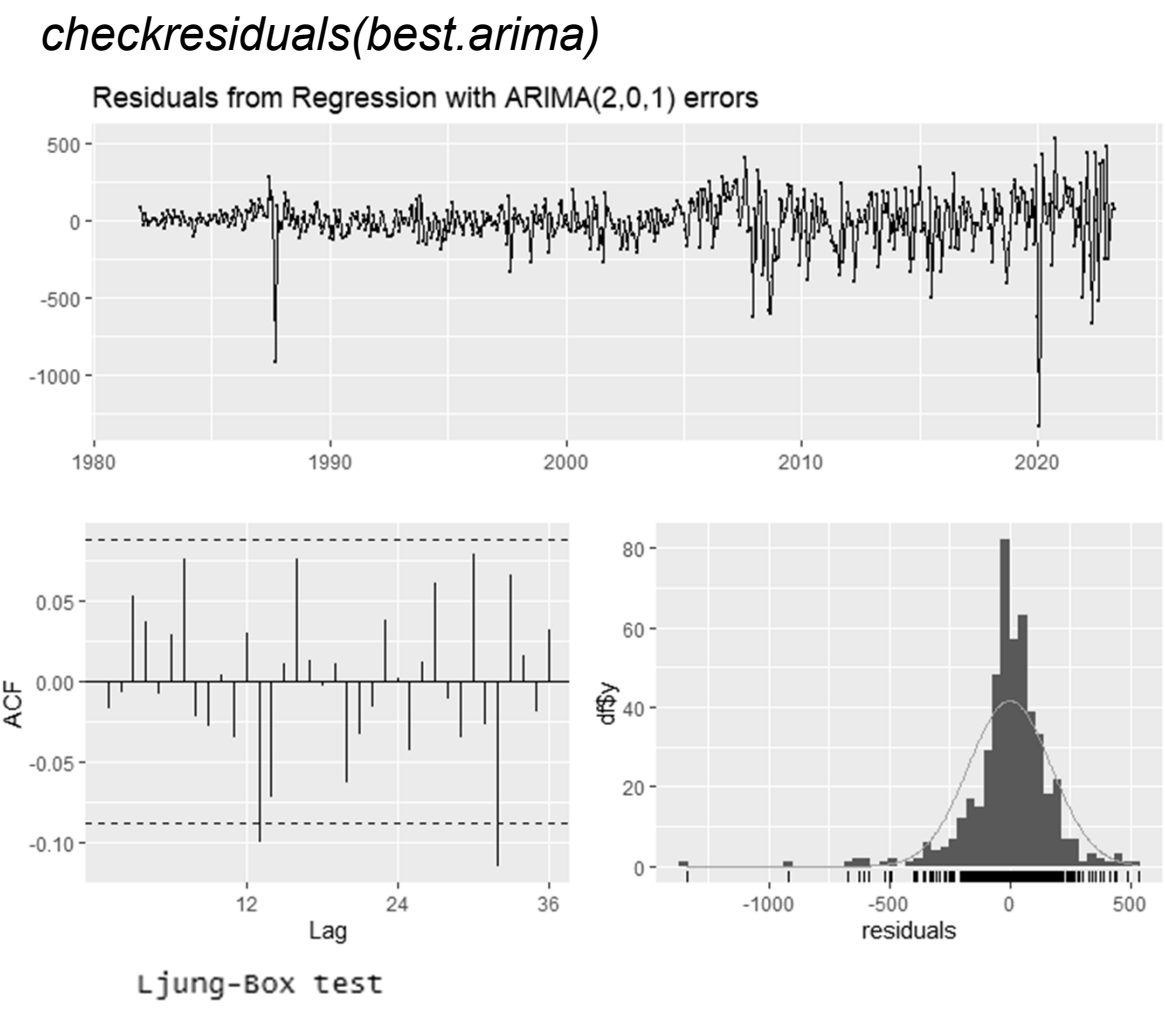 checkresiduals(best.arima)
Residuals from Regression with ARIMA(2,0,1) errors
500
0
-500
-1000
1980 1990 2000 2010 2020
ACF
0.05
0.00
-0.05
-0.10
12 24 36
Lag
df$y
80
60
40
20
0
-1000 -500 0 500
residuals
Ljung-Box test